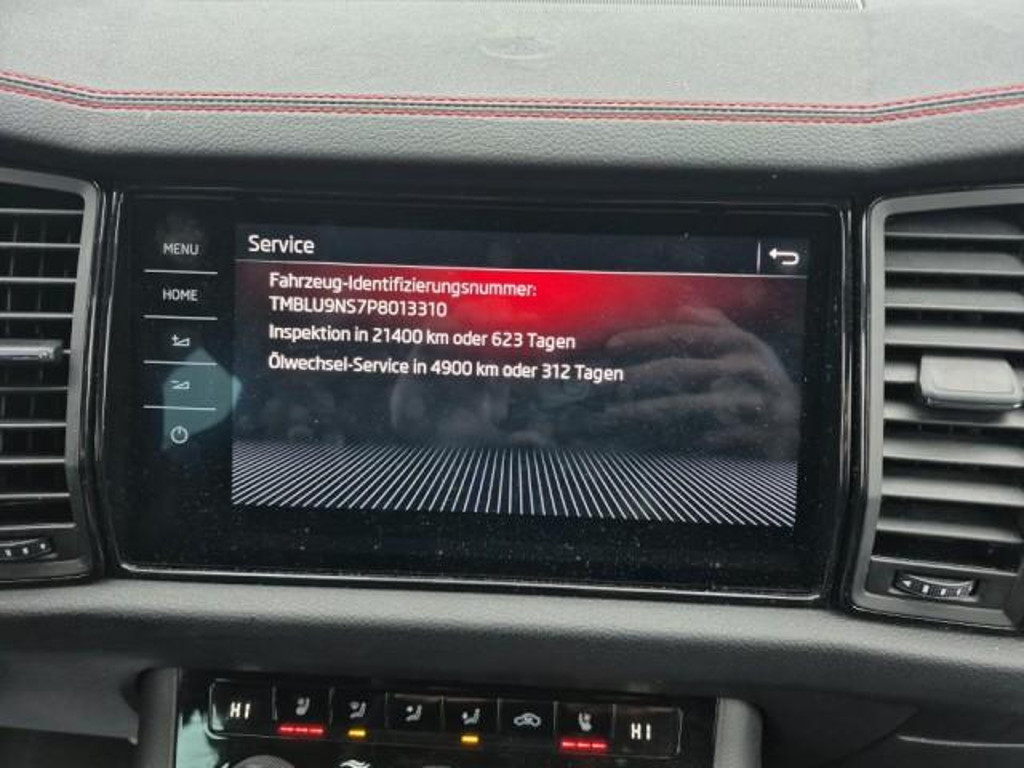 MENU
HOME
Service
Fahrzeug-Identifizierungsnummer:
TMBLU9NS7P8013310
Inspektion in 21400 km oder 623 Tagen
Ölwechsel-Service in 4900 km oder 312 Tagen
HI
HI